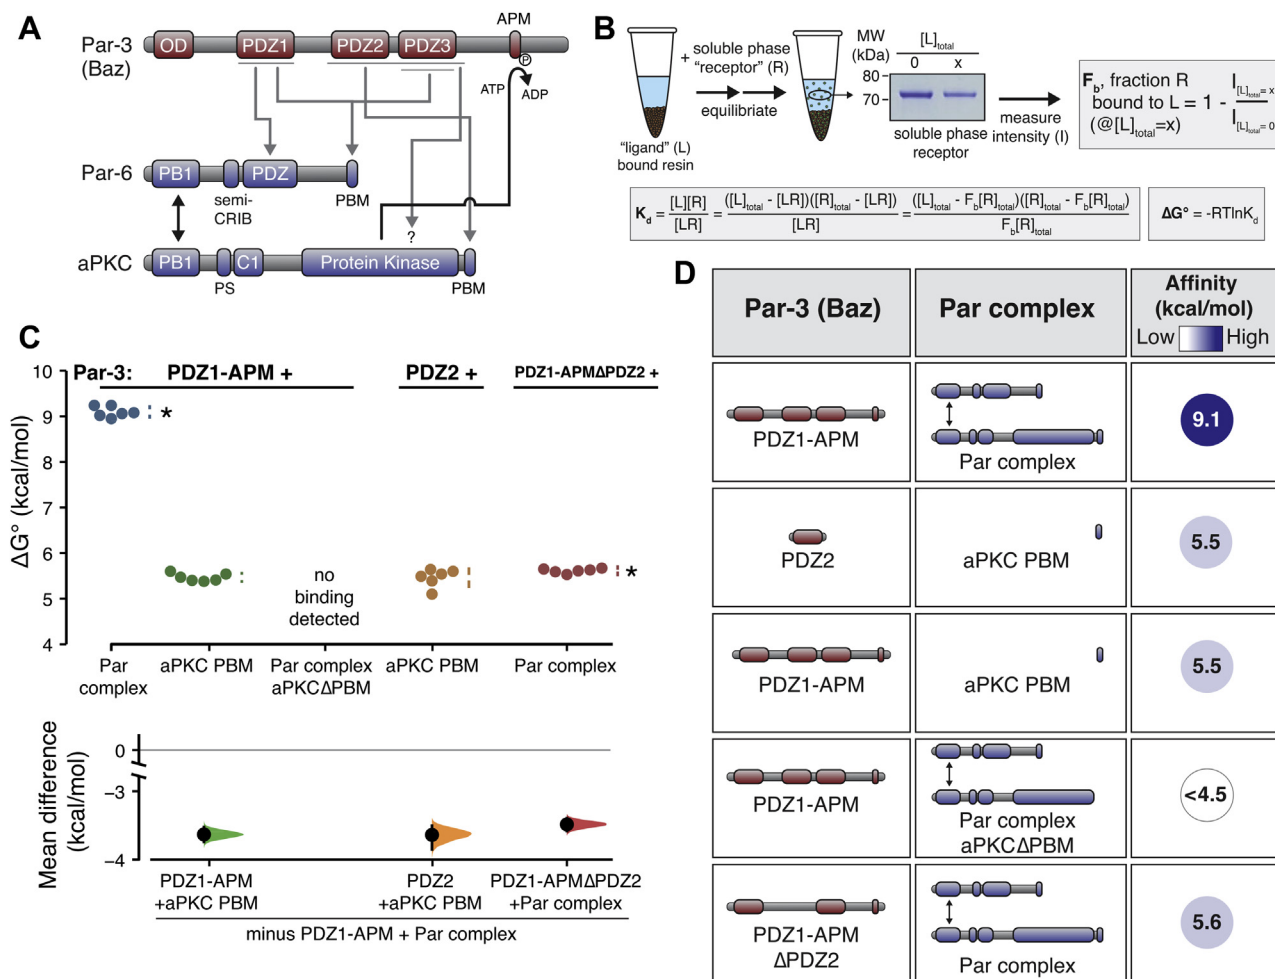 A
APM
Par-3
(Baz)
OD
PDZ1
PDZ2
PDZ3
P
ATP
ADP
Par-6
PB1
PDZ
semi-
CRIB
PBM
?
aPKC
PB1
C1
Protein Kinase
PS
PBM
B
+ soluble phase
"receptor" (R)
equilibriate
"ligand" (L)
bound resin
MW
(kDa)
[L]total
0 x
80
70
soluble phase
receptor
measure
intensity (I)
Fb, fraction R
bound to L = 1 - I[L]total = x / I[L]total = 0
(@[L]total=x)
Kd = [L][R] / [LR] = ([L]total - [LR])([R]total - [LR]) / [LR] = ([L]total - Fb[R]total)([R]total - Fb[R]total) / Fb[R]total
ΔG° = -RTlnKd
C
Par-3: PDZ1-APM + PDZ2 + PDZ1-APMΔPDZ2 +
ΔG° (kcal/mol)
10
9
8
7
6
5
4
*
*
no
binding
detected
Par
complex
aPKC PBM
Par complex
aPKCΔPBM
aPKC PBM
Par complex
Mean difference
(kcal/mol)
0
−3
−4
PDZ1-APM
+aPKC PBM
PDZ2
+aPKC PBM
PDZ1-APMΔPDZ2
+Par complex
minus PDZ1-APM + Par complex
D
Par-3 (Baz)
Par complex
Affinity
(kcal/mol)
Low High
PDZ1-APM
Par complex
9.1
PDZ2
aPKC PBM
5.5
PDZ1-APM
aPKC PBM
5.5
PDZ1-APM
Par complex
aPKCΔPBM
<4.5
PDZ1-APM
ΔPDZ2
Par complex
5.6